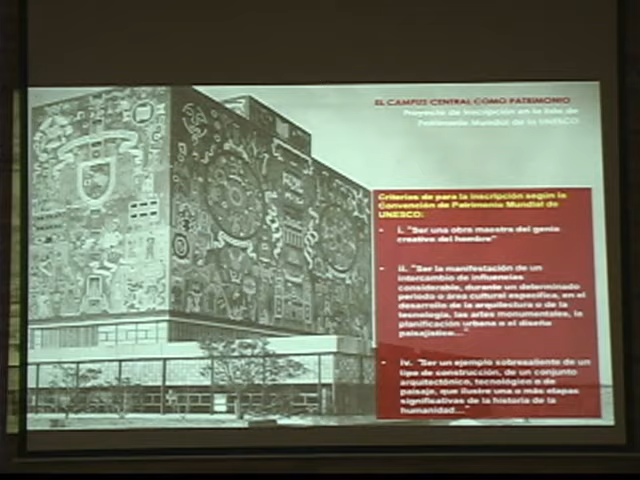 EL CAMPUS CENTRAL COMO PATRIMONIO
Proyecto de Inscripción en la lista de
Patrimonio Mundial de la UNESCO
Criterios de para la inscripción según la
Convención de Patrimonio Mundial de
UNESCO:
- i. "Ser una obra maestra del genio
creativo del hombre"
- ii. "Ser la manifestación de un
intercambio de influencias
considerable, durante un determinado
periodo o área cultural específica, en el
desarrollo de la arquitectura o de la
tecnología, las artes monumentales, la
planificación urbana o el diseño
paisajístico..."
- iv. "Ser un ejemplo sobresaliente de un
tipo de construcción, de un conjunto
arquitectónico, tecnológico o de
paisaje, que ilustre una o más etapas
significativas de la historia de la
humanidad..."